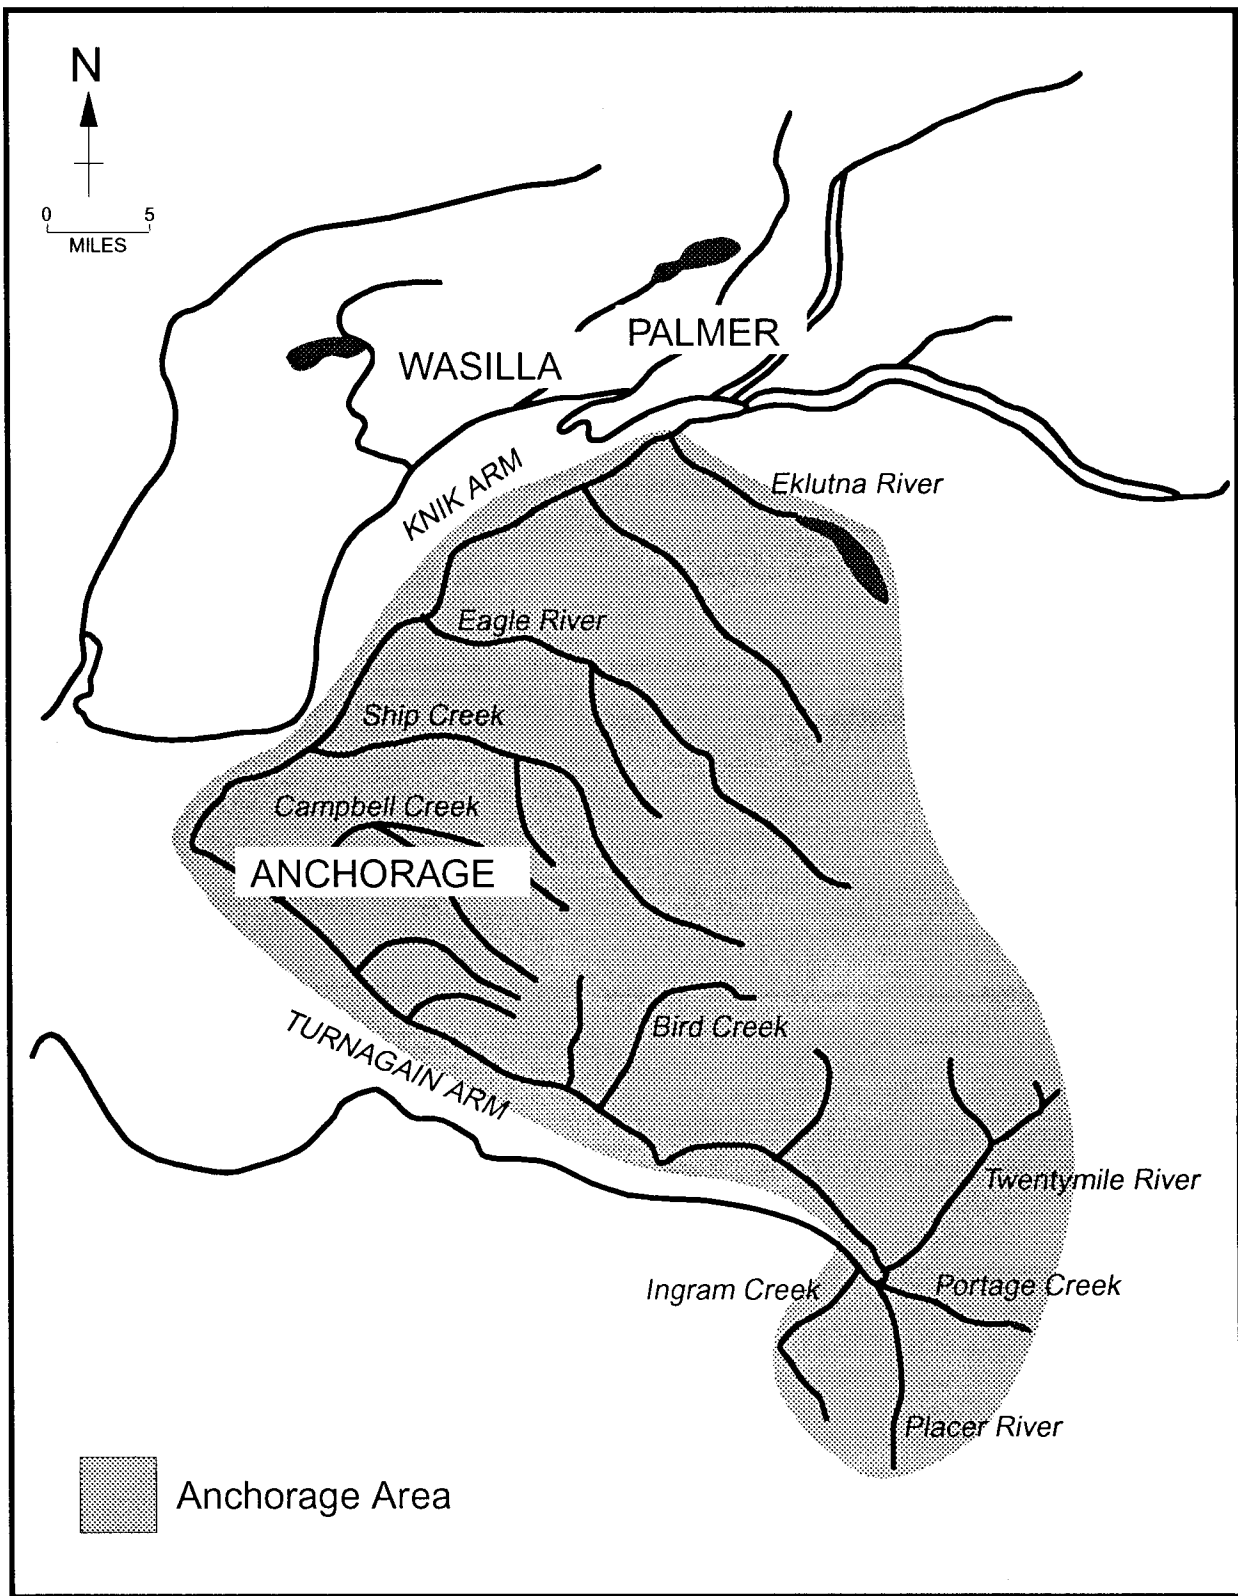 N
0 5
MILES
PALMER
WASILLA
KNIK ARM
Eklutna River
Eagle River
Ship Creek
Campbell Creek
ANCHORAGE
TURNAGAIN ARM
Bird Creek
Twentymile River
Ingram Creek
Portage Creek
Placer River
Anchorage Area